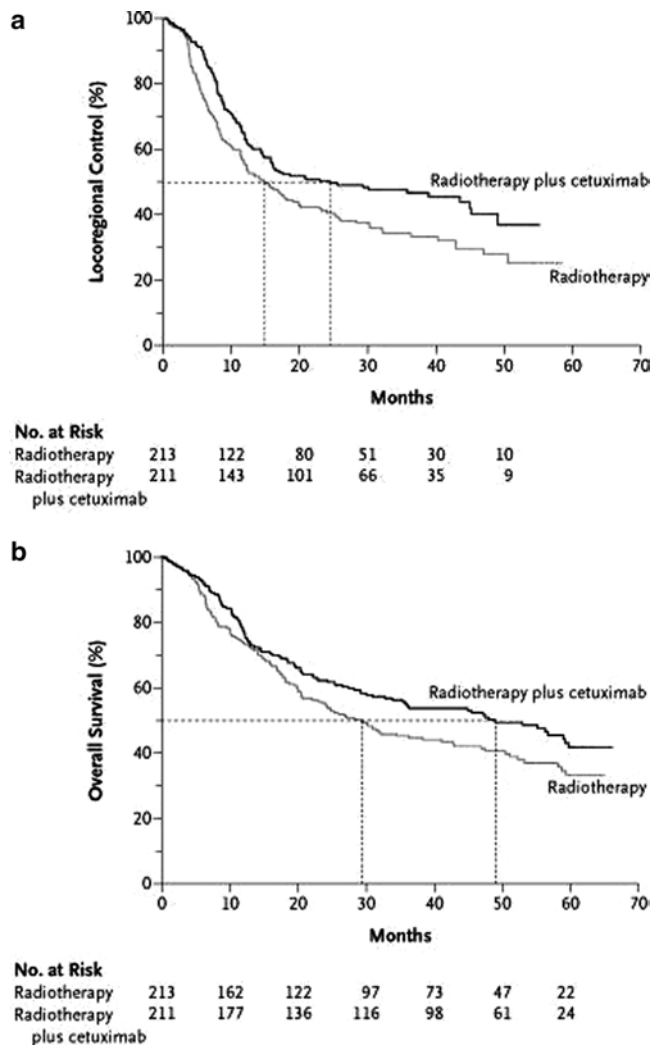 a
Locoregional Control (%)
100
80
60
40
20
0
Radiotherapy plus cetuximab
Radiotherapy
0 10 20 30 40 50 60 70
Months
No. at Risk
Radiotherapy 213 122 80 51 30 10
Radiotherapy 211 143 101 66 35 9
plus cetuximab
b
Overall Survival (%)
100
80
60
40
20
0
Radiotherapy plus cetuximab
Radiotherapy
0 10 20 30 40 50 60 70
Months
No. at Risk
Radiotherapy 213 162 122 97 73 47 22
Radiotherapy 211 177 136 116 98 61 24
plus cetuximab